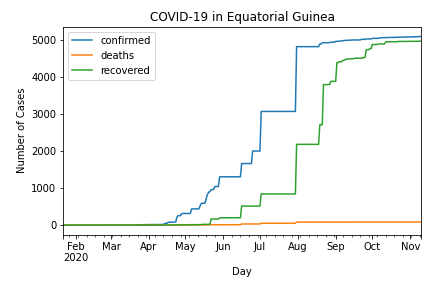 COVID-19 in Equatorial Guinea
confirmed
deaths
recovered
Number of Cases
5000
4000
3000
2000
1000
0
Feb Mar Apr May Jun Jul Aug Sep Oct Nov
2020
Day